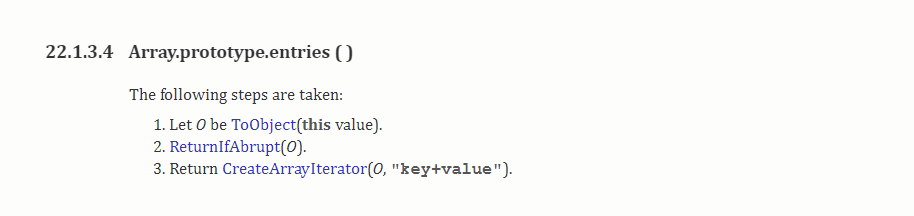 22.1.3.4 Array.prototype.entries ( )
The following steps are taken:
1. Let O be ToObject(this value).
2. ReturnIfAbrupt(O).
3. Return CreateArrayIterator(O, "key+value").